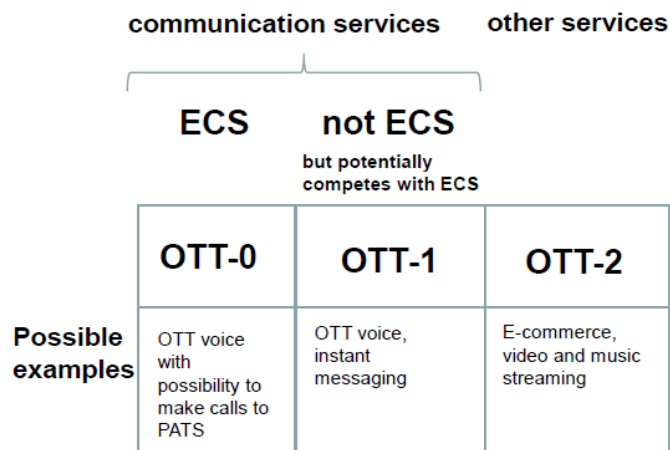 communication services
other services
ECS
not ECS
but potentially
competes with ECS
OTT-0
OTT-1
OTT-2
Possible
examples
OTT voice
with
possibility to
make calls to
PATS
OTT voice,
instant
messaging
E-commerce,
video and music
streaming